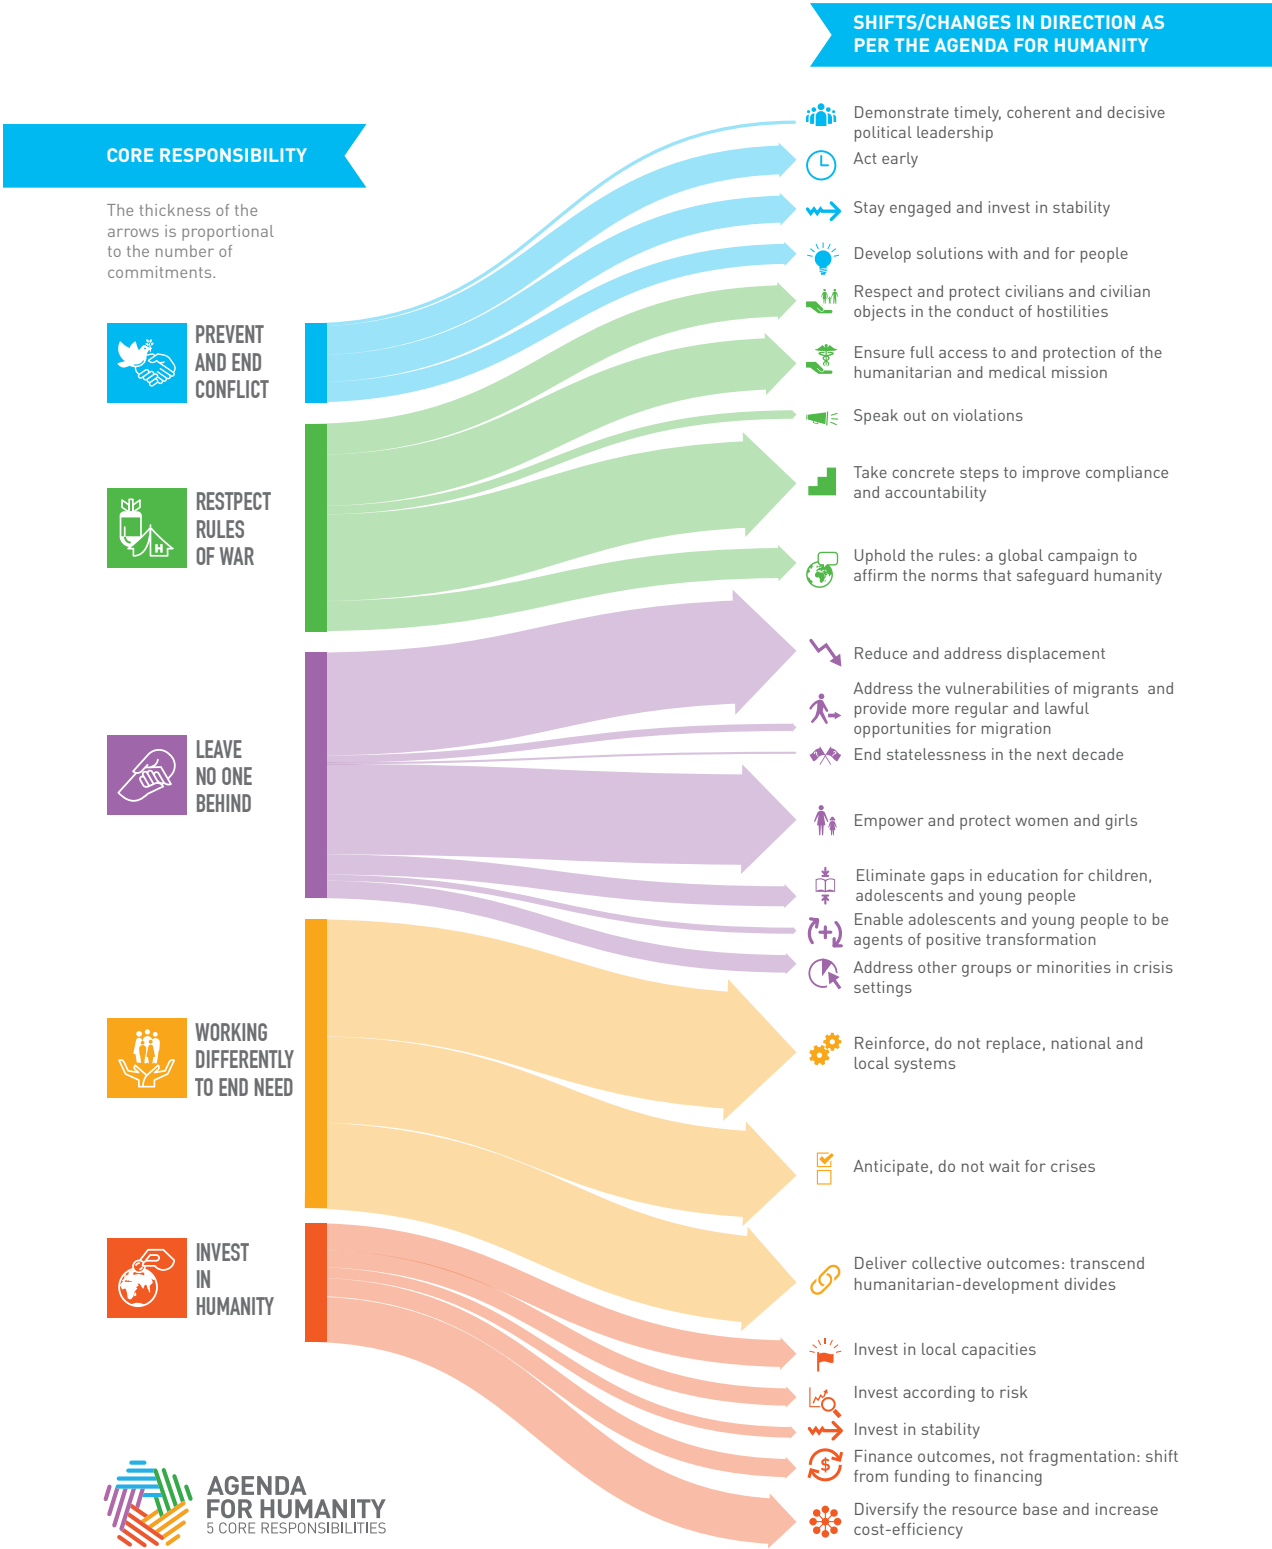 SHIFTS/CHANGES IN DIRECTION AS
PER THE AGENDA FOR HUMANITY
CORE RESPONSIBILITY
The thickness of the
arrows is proportional
to the number of
commitments.
PREVENT
AND END
CONFLICT
RESTPECT
RULES
OF WAR
LEAVE
NO ONE
BEHIND
WORKING
DIFFERENTLY
TO END NEED
INVEST
IN
HUMANITY
Demonstrate timely, coherent and decisive
political leadership
Act early
Stay engaged and invest in stability
Develop solutions with and for people
Respect and protect civilians and civilian
objects in the conduct of hostilities
Ensure full access to and protection of the
humanitarian and medical mission
Speak out on violations
Take concrete steps to improve compliance
and accountability
Uphold the rules: a global campaign to
affirm the norms that safeguard humanity
Reduce and address displacement
Address the vulnerabilities of migrants and
provide more regular and lawful
opportunities for migration
End statelessness in the next decade
Empower and protect women and girls
Eliminate gaps in education for children,
adolescents and young people
Enable adolescents and young people to be
agents of positive transformation
Address other groups or minorities in crisis
settings
Reinforce, do not replace, national and
local systems
Anticipate, do not wait for crises
Deliver collective outcomes: transcend
humanitarian-development divides
Invest in local capacities
Invest according to risk
Invest in stability
Finance outcomes, not fragmentation: shift
from funding to financing
Diversify the resource base and increase
cost-efficiency
H
$
AGENDA
FOR HUMANITY
5 CORE RESPONSIBILITIES